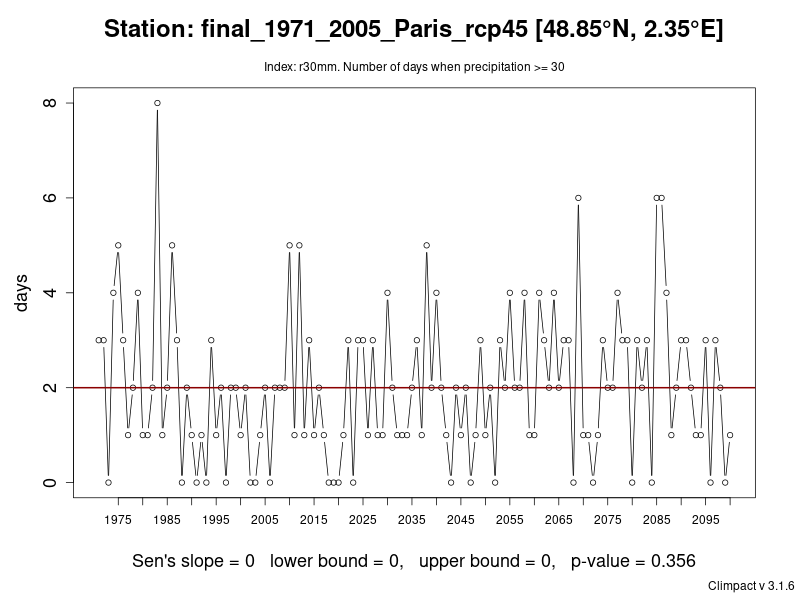 Station: final_1971_2005_Paris_rcp45 [48.85°N, 2.35°E]
Index: r30mm. Number of days when precipitation >= 30
days
8
6
4
2
0
1975 1985 1995 2005 2015 2025 2035 2045 2055 2065 2075 2085 2095
Sen's slope = 0 lower bound = 0, upper bound = 0, p-value = 0.356
Climpact v 3.1.6